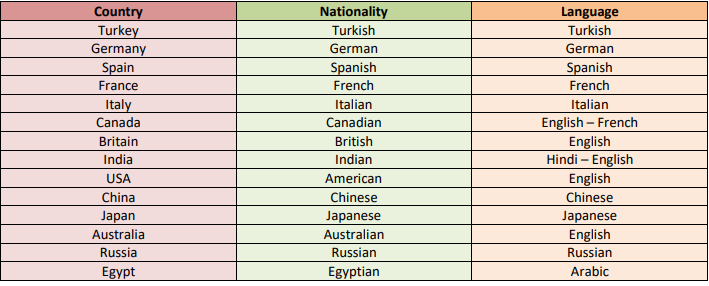 Country Nationality Language
Turkey Turkish Turkish
Germany German German
Spain Spanish Spanish
France French French
Italy Italian Italian
Canada Canadian English – French
Britain British English
India Indian Hindi – English
USA American English
China Chinese Chinese
Japan Japanese Japanese
Australia Australian English
Russia Russian Russian
Egypt Egyptian Arabic